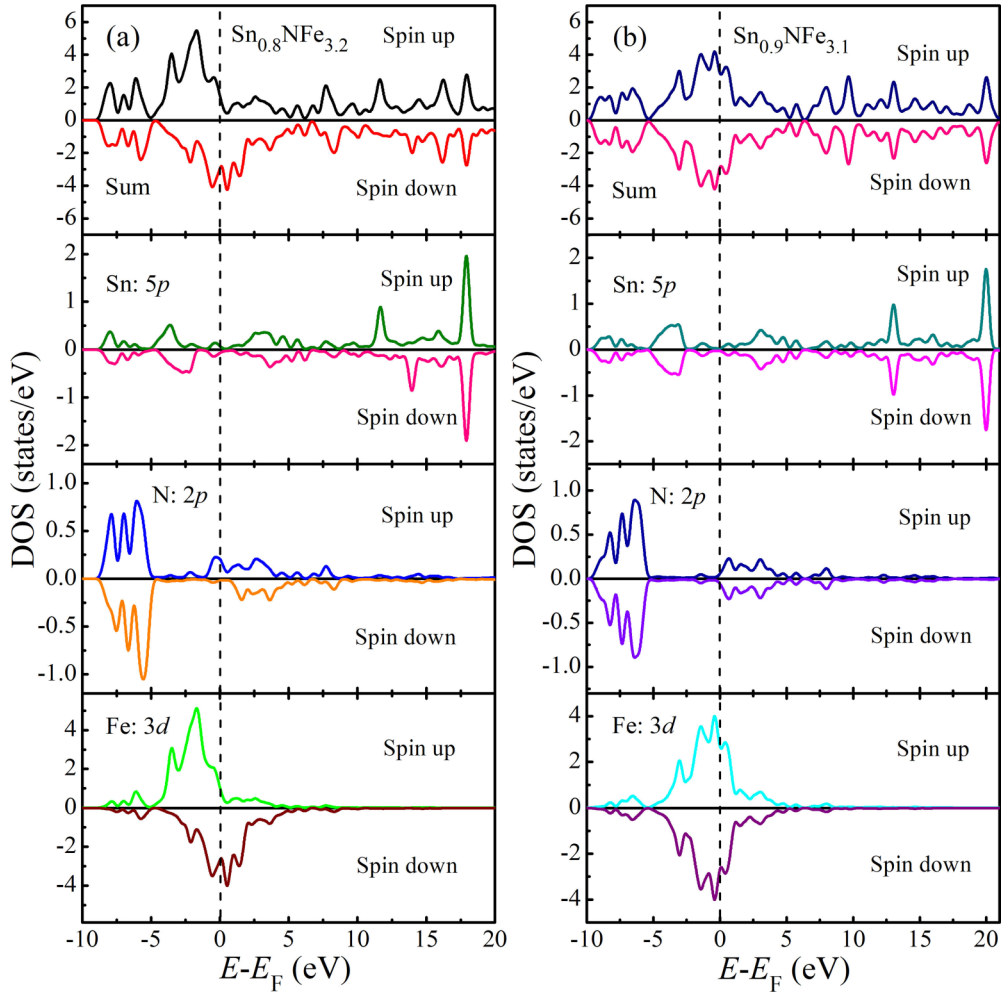 (a)
Sn0.8NFe3.2
Spin up
6
4
2
0
-2
-4
-6
Sum
Spin down
Sn: 5p
Spin up
2
1
0
-1
-2
Spin down
N: 2p
Spin up
1.0
0.5
0.0
-0.5
-1.0
Spin down
Fe: 3d
Spin up
4
2
0
-2
-4
Spin down
DOS (states/eV)
-10 -5 0 5 10 15 20
E-EF (eV)
(b)
Sn0.9NFe3.1
Spin up
6
4
2
0
-2
-4
-6
Sum
Spin down
Sn: 5p
Spin up
2
1
0
-1
-2
Spin down
N: 2p
Spin up
1.0
0.5
0.0
-0.5
-1.0
Spin down
Fe: 3d
Spin up
4
2
0
-2
-4
Spin down
DOS (states/eV)
-10 -5 0 5 10 15 20
E-EF (eV)